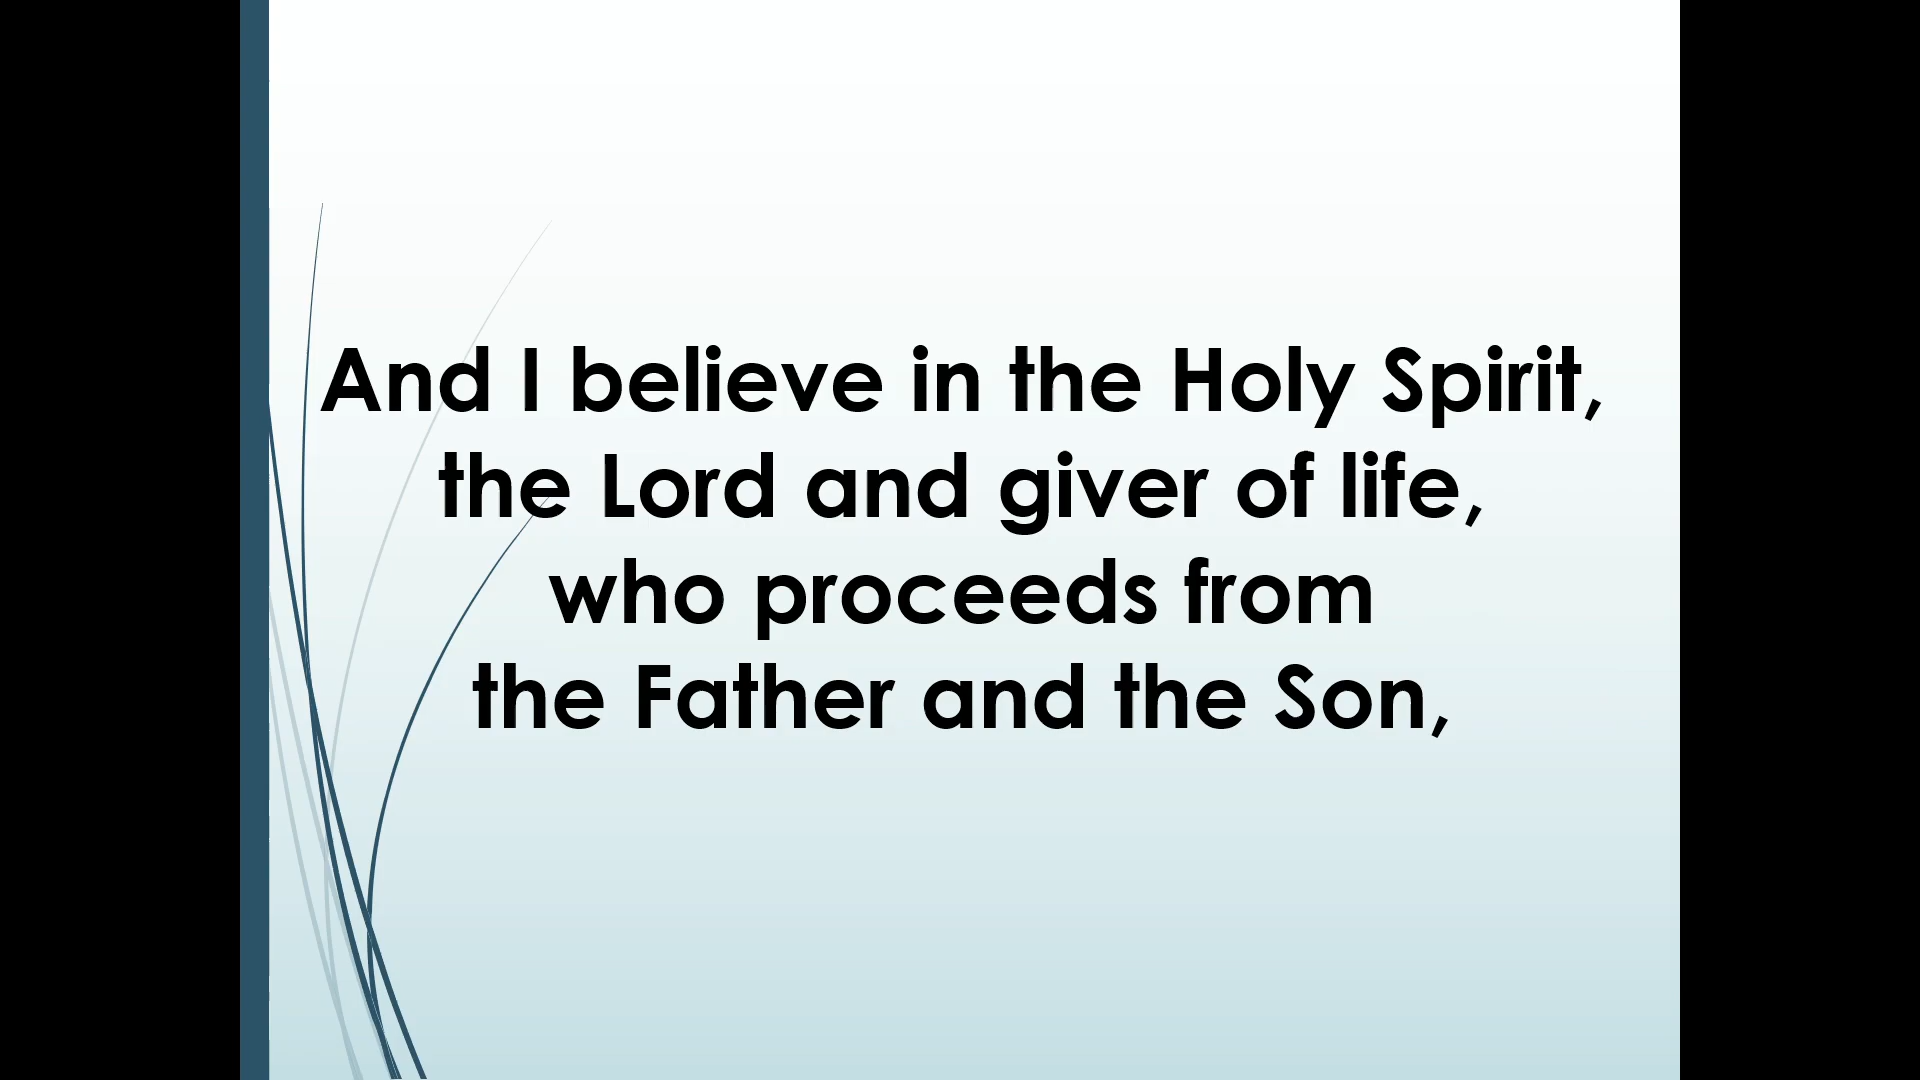 And I believe in the Holy Spirit,
the Lord and giver of life,
who proceeds from
the Father and the Son,